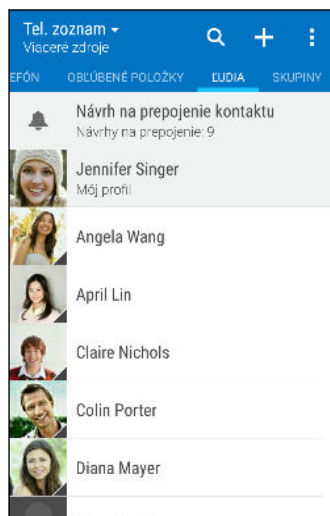 Tel. zoznam
Viaceré zdroje
EFÓN OBĽÚBENÉ POLOŽKY ĽUDIA SKUPINY
Návrh na prepojenie kontaktu
Návrhy na prepojenie: 9
Jennifer Singer
Môj profil
Angela Wang
April Lin
Claire Nichols
Colin Porter
Diana Mayer